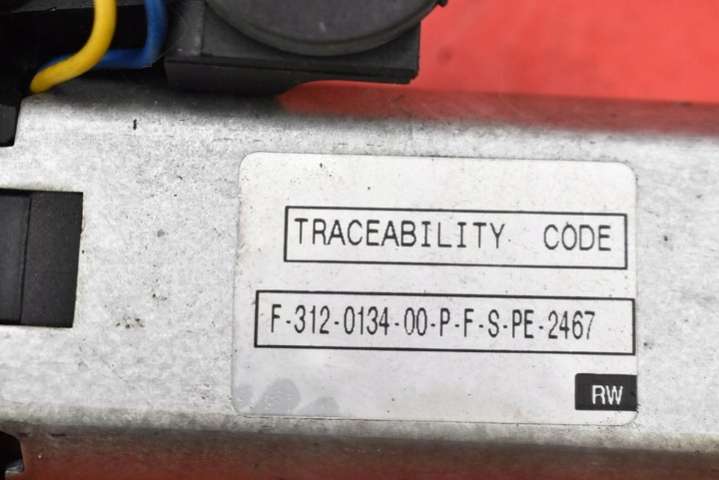 TRACEABILITY CODE
F-312-0134-00-P-F-S-PE-2467
RW